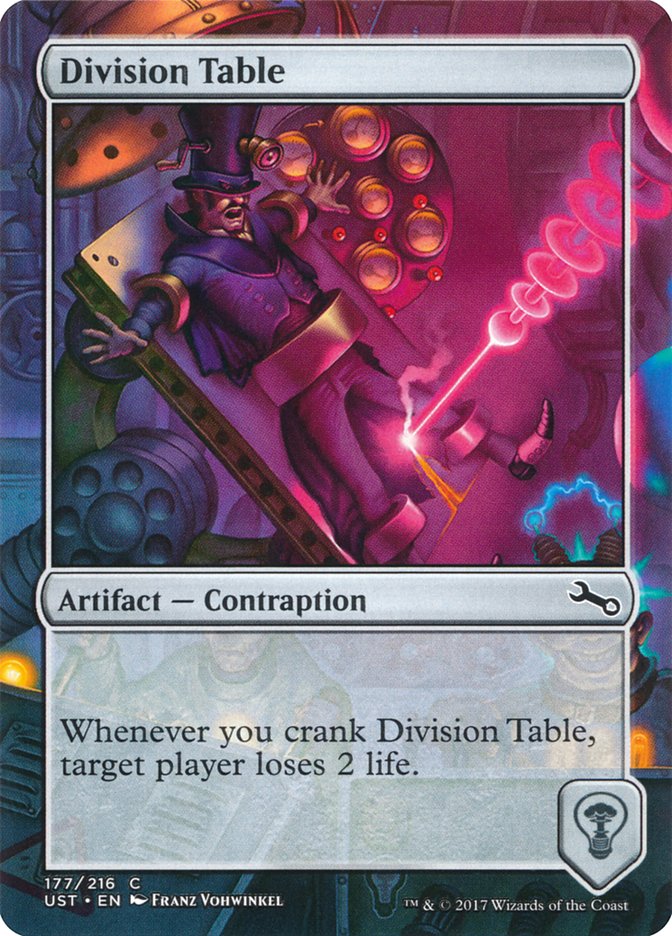 Division Table
Artifact — Contraption
Whenever you crank Division Table,
target player loses 2 life.
177/216 C
UST • EN Franz Vohwinkel
™ & © 2017 Wizards of the Coast